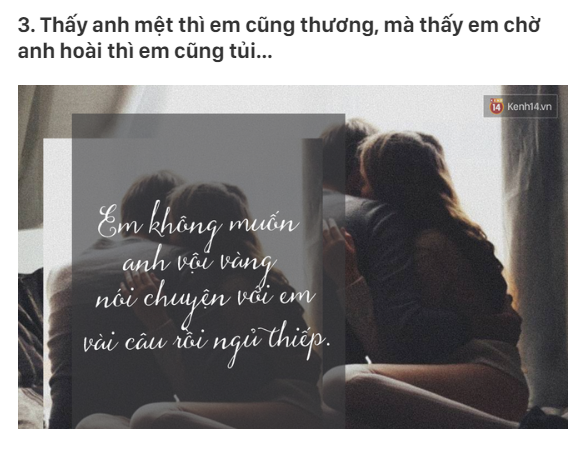 3. Thấy anh mệt thì em cũng thương, mà thấy em chờ
anh hoài thì em cũng tủi...
14 Kenh14.vn
Em không muốn
anh vội vàng
nói chuyện với em
vài câu rồi ngủ thiếp.